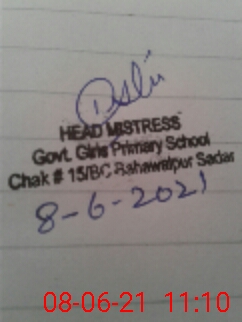 HEAD MISTRESS
Govt. Girls Primary School
Chak # 15/BC Bahawalpur Sadar
8-6-2021
08-06-21 11:10